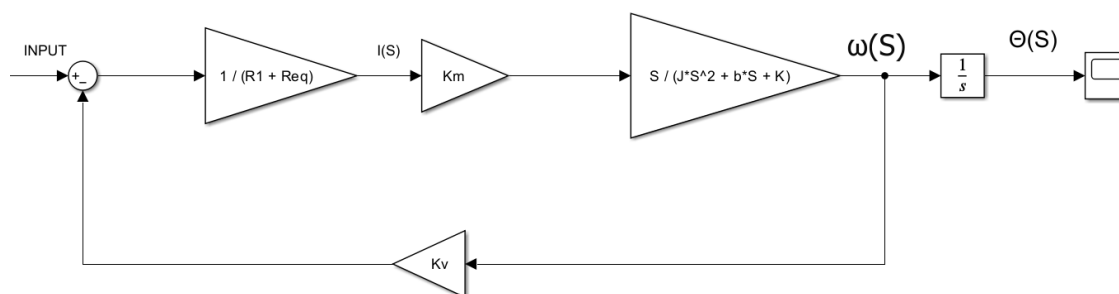 INPUT
+
−
1 / (R1 + Req)
I(S)
Km
S / (J*S^2 + b*S + K)
ω(S)
1
s
Θ(S)
Kv